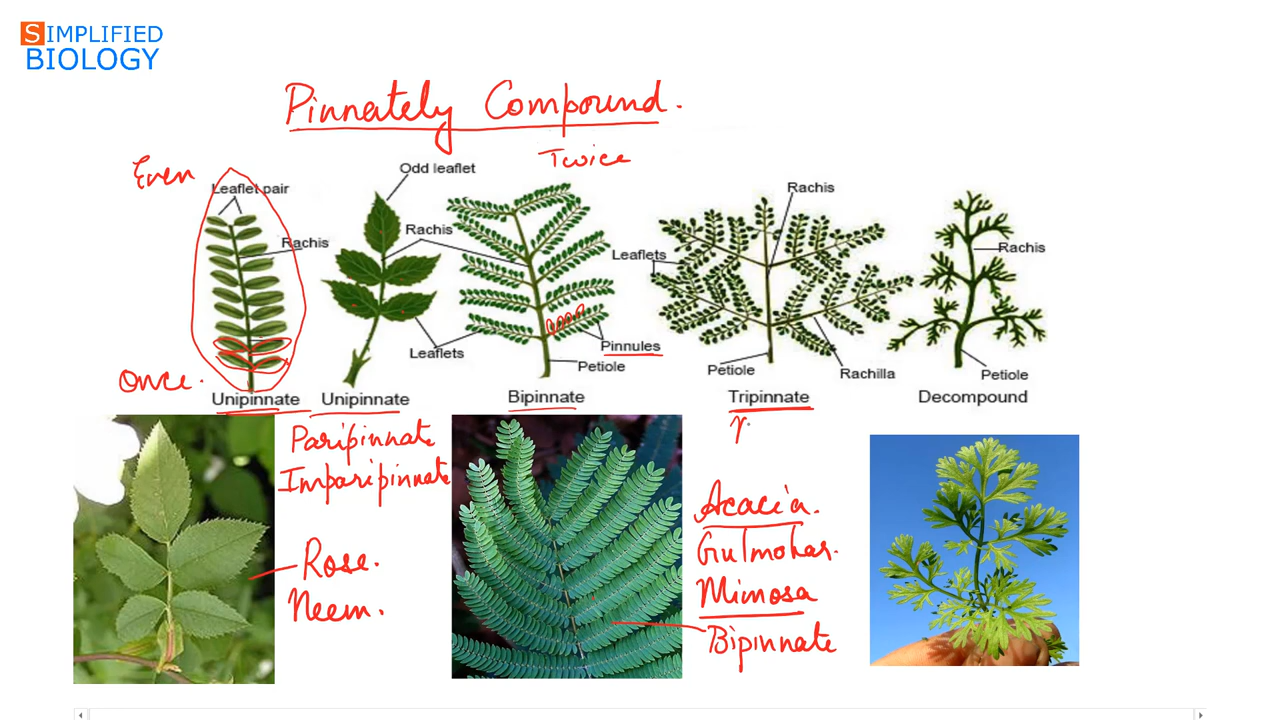 SIMPLIFIED
BIOLOGY
Pinnately Compound.
Twice
Even
Odd leaflet
Leaflet pair
Rachis
Rachis
Rachis
Rachis
Leaflets
Leaflets
Pinnules
Petiole
Petiole
Rachilla
Petiole
Once.
Unipinnate
Unipinnate
Bipinnate
Tripinnate
Decompound
Paripinnate
Imparipinnate
Rose.
Neem.
Acacia.
Gulmohar.
Mimosa
Bipinnate